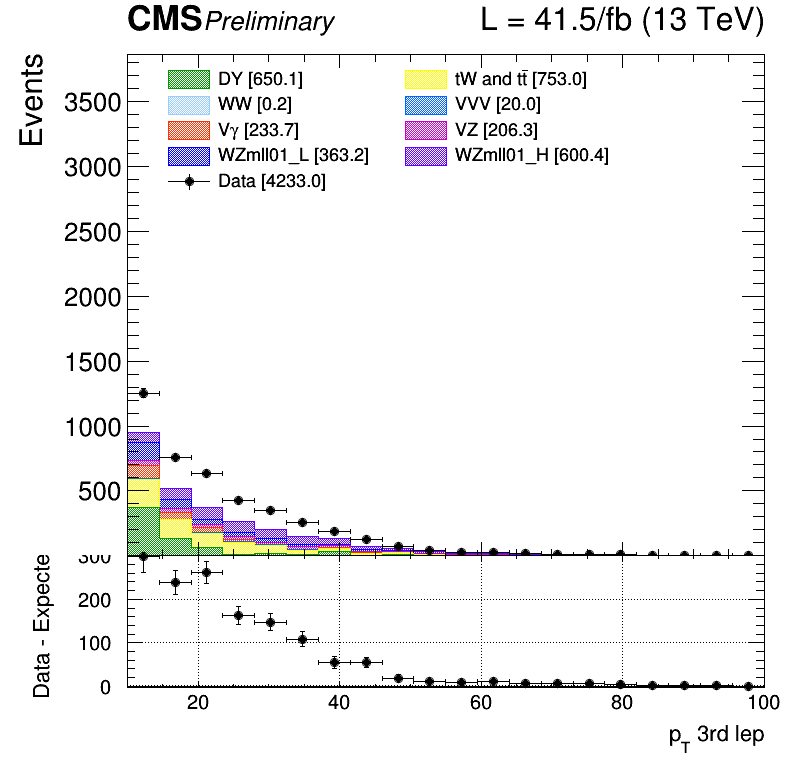 CMS Preliminary L = 41.5/fb (13 TeV)
Events
DY [650.1] tW and tt̄ [753.0]
WW [0.2] VVV [20.0]
Vγ [233.7] VZ [206.3]
WZmll01_L [363.2] WZmll01_H [600.4]
Data [4233.0]
3500
3000
2500
2000
1500
1000
500
Data - Expecte
300
200
100
0
20 40 60 80 100
pT 3rd lep